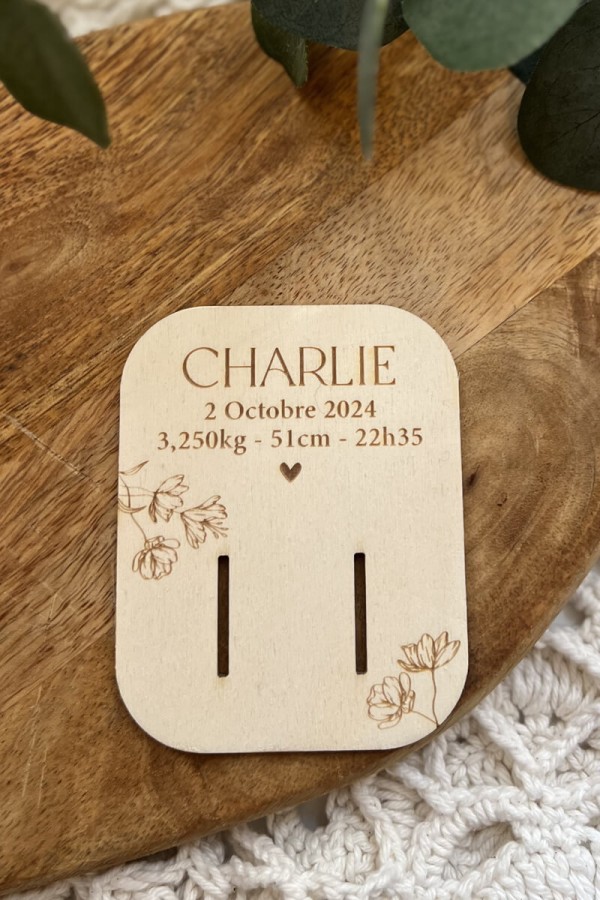 CHARLIE
2 Octobre 2024
3,250kg - 51cm - 22h35